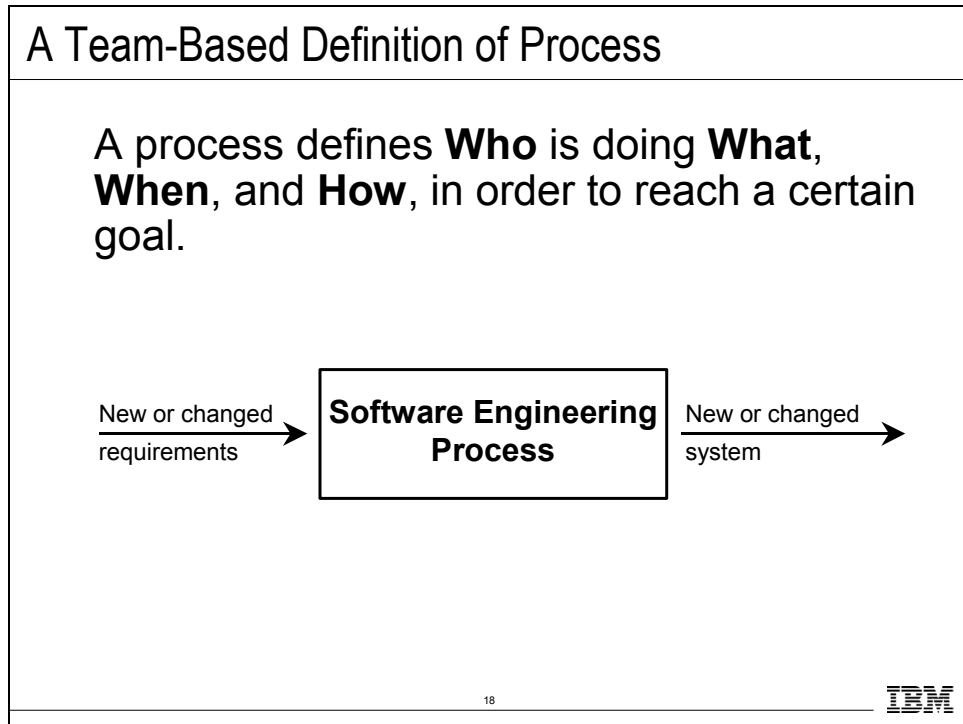 A Team-Based Definition of Process
A process defines Who is doing What,
When, and How, in order to reach a certain
goal.
New or changed
requirements
Software Engineering
Process
New or changed
system
18
IBM